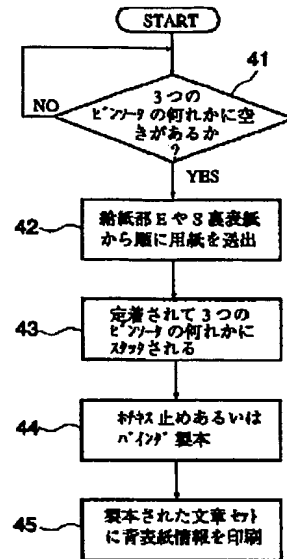 START
41
3つの
ビンソータの何れかに空
きがあるか
?
NO
YES
42
給紙部EやS裏表紙
から順に用紙を送出
43
定着されて3つの
ビンソータの何れかに
スタックされる
44
ホチキス止めあるいは
バインダ製本
45
製本された文章セット
に背表紙情報を印刷